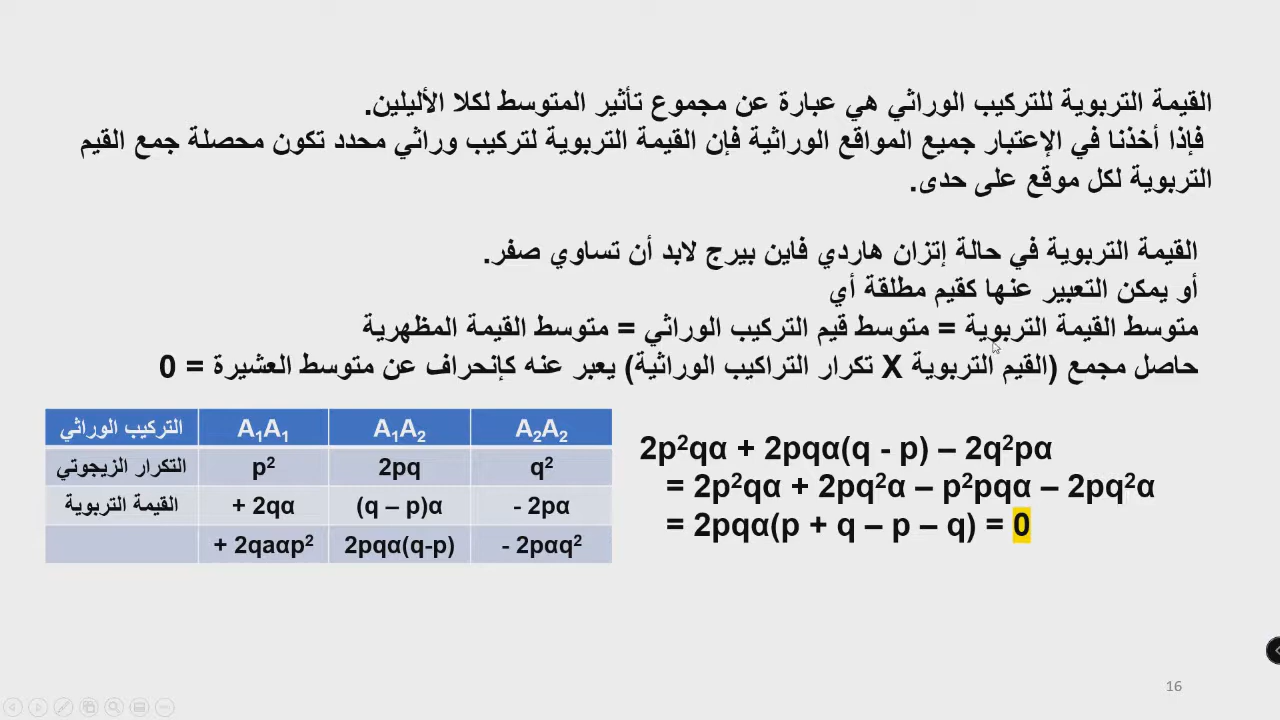 القيمة التربوية للتركيب الوراثي هي عبارة عن مجموع تأثير المتوسط لكلا الأليلين.
فإذا أخذنا في الإعتبار جميع المواقع الوراثية فإن القيمة التربوية لتركيب وراثي محدد تكون محصلة جمع القيم
التربوية لكل موقع على حدى.
القيمة التربوية في حالة إتزان هاردي فاين بيرج لابد أن تساوي صفر.
أو يمكن التعبير عنها كقيم مطلقة أي
متوسط القيمة التربوية = متوسط قيم التركيب الوراثي = متوسط القيمة المظهرية
حاصل مجمع (القيم التربوية X تكرار التراكيب الوراثية) يعبر عنه كإنحراف عن متوسط العشيرة = 0
التركيب الوراثي A₁A₁ A₁A₂ A₂A₂
التكرار الزيجوتي p² 2pq q²
القيمة التربوية + 2qα (q – p)α - 2pα
+ 2qaαp² 2pqα(q-p) - 2pαq²
2p²qα + 2pqα(q - p) – 2q²pα
= 2p²qα + 2pq²α – p²pqα – 2pq²α
= 2pqα(p + q – p – q) = 0
16